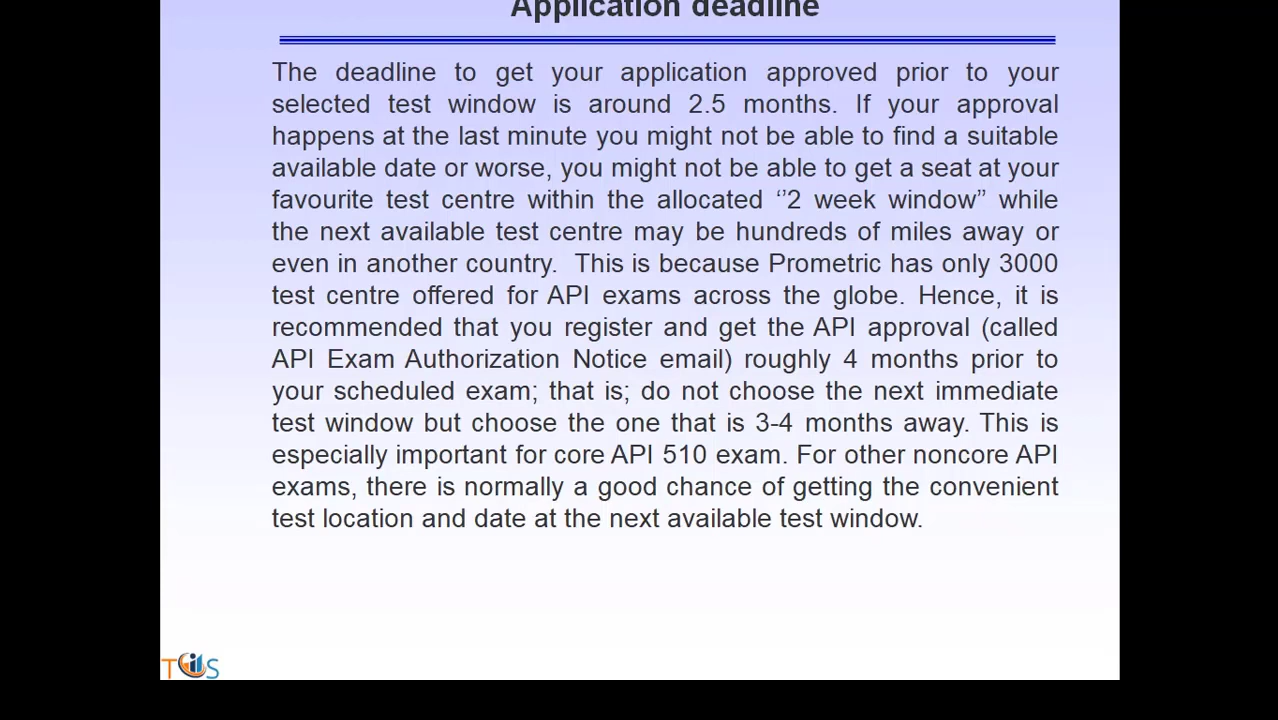 Application deadline
The deadline to get your application approved prior to your
selected test window is around 2.5 months. If your approval
happens at the last minute you might not be able to find a suitable
available date or worse, you might not be able to get a seat at your
favourite test centre within the allocated ‘’2 week window” while
the next available test centre may be hundreds of miles away or
even in another country.  This is because Prometric has only 3000
test centre offered for API exams across the globe. Hence, it is
recommended that you register and get the API approval (called
API Exam Authorization Notice email) roughly 4 months prior to
your scheduled exam; that is; do not choose the next immediate
test window but choose the one that is 3-4 months away. This is
especially important for core API 510 exam. For other noncore API
exams, there is normally a good chance of getting the convenient
test location and date at the next available test window.